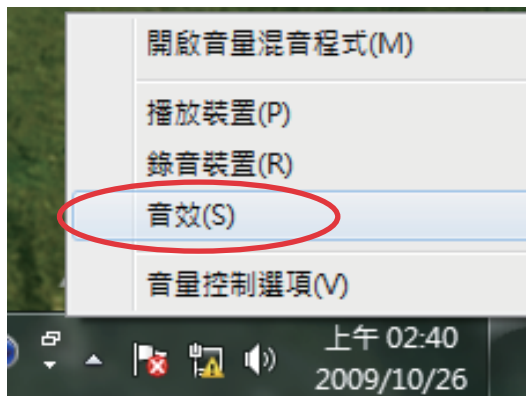 開啟音量混音程式(M)
播放裝置(P)
錄音裝置(R)
音效(S)
音量控制選項(V)
上午 02:40
2009/10/26